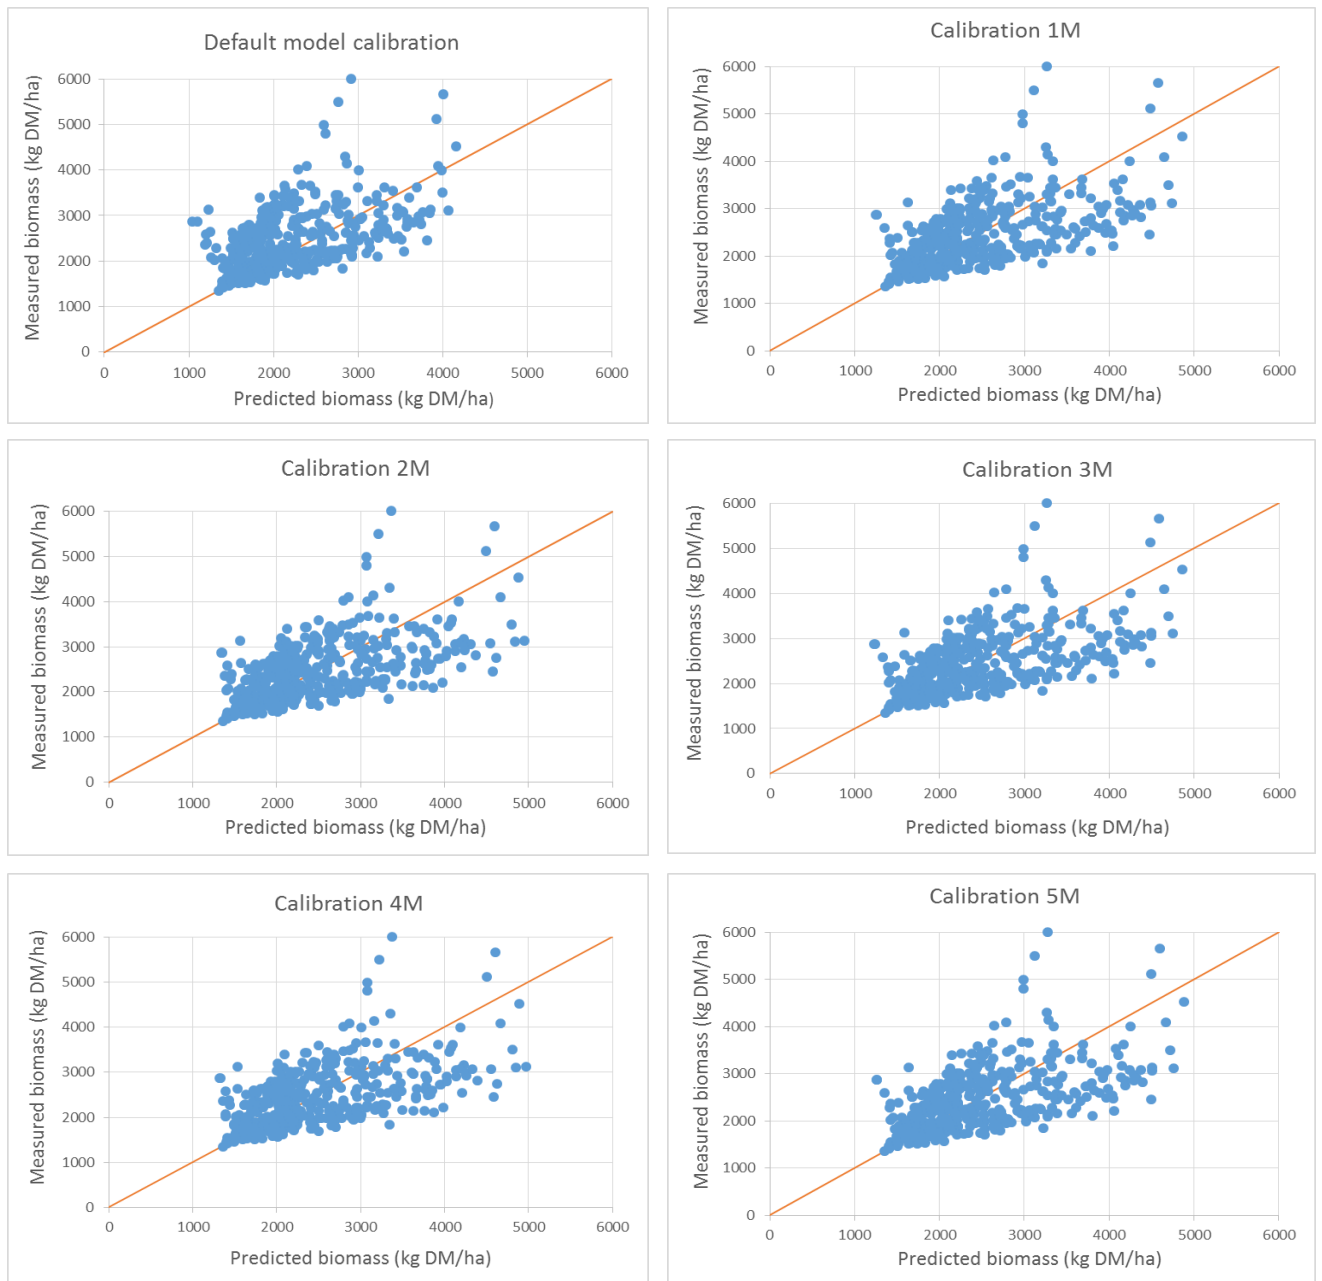 Default model calibration
Measured biomass (kg DM/ha)
6000
5000
4000
3000
2000
1000
0
0 1000 2000 3000 4000 5000 6000
Predicted biomass (kg DM/ha)
Calibration 1M
Measured biomass (kg DM/ha)
6000
5000
4000
3000
2000
1000
0
0 1000 2000 3000 4000 5000 6000
Predicted biomass (kg DM/ha)
Calibration 2M
Measured biomass (kg DM/ha)
6000
5000
4000
3000
2000
1000
0
0 1000 2000 3000 4000 5000 6000
Predicted biomass (kg DM/ha)
Calibration 3M
Measured biomass (kg DM/ha)
6000
5000
4000
3000
2000
1000
0
0 1000 2000 3000 4000 5000 6000
Predicted biomass (kg DM/ha)
Calibration 4M
Measured biomass (kg DM/ha)
6000
5000
4000
3000
2000
1000
0
0 1000 2000 3000 4000 5000 6000
Predicted biomass (kg DM/ha)
Calibration 5M
Measured biomass (kg DM/ha)
6000
5000
4000
3000
2000
1000
0
0 1000 2000 3000 4000 5000 6000
Predicted biomass (kg DM/ha)